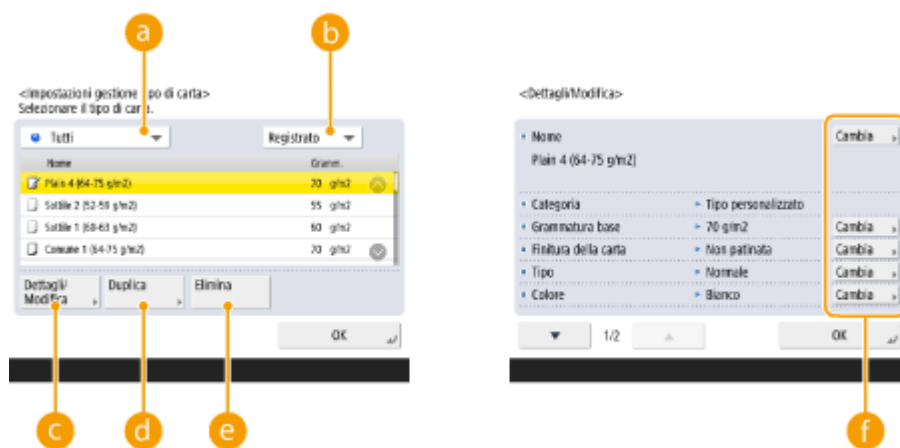 a
b
<Impostazioni gestione tipo di carta>
Selezionare il tipo di carta.
Tutti
Registrato
Nome
Gramm.
Plain 4 (64-75 g/m2) 70 g/m2
Sottile 2 (52-59 g/m2) 55 g/m2
Sottile 1 (60-63 g/m2) 60 g/m2
Comune 1 (64-75 g/m2) 70 g/m2
Dettagli/
Modifica
Duplica
Elimina
OK
c
d
e
<Dettagli/Modifica>
Nome Cambia
Plain 4 (64-75 g/m2)
Categoria Tipo personalizzato
Grammatura base 70 g/m2 Cambia
Finitura della carta Non patinata Cambia
Tipo Normale Cambia
Colore Bianco Cambia
1/2
OK
f